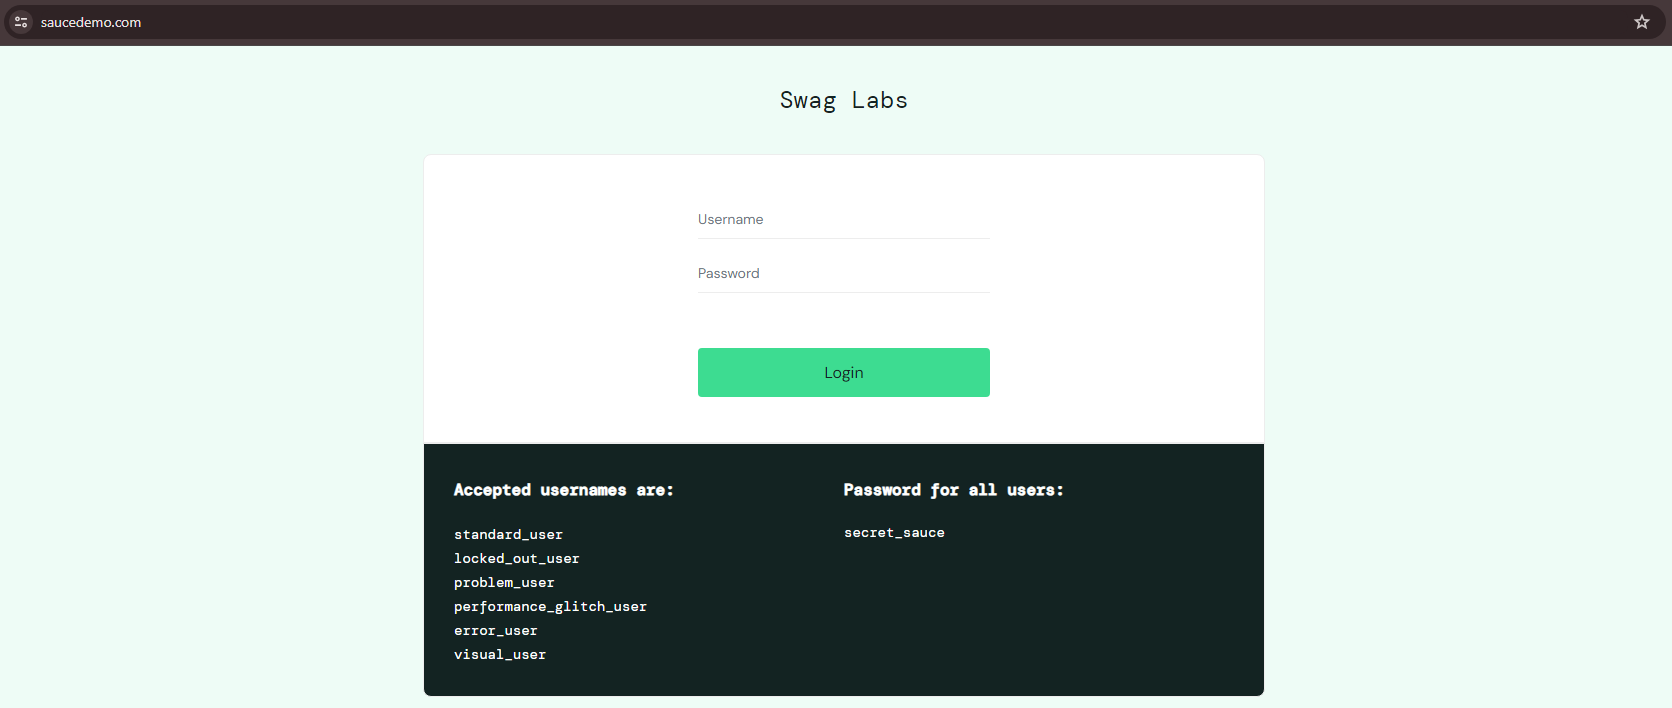 saucedemo.com
Swag Labs
Username
Password
Login
Accepted usernames are:
standard_user
locked_out_user
problem_user
performance_glitch_user
error_user
visual_user
Password for all users:
secret_sauce